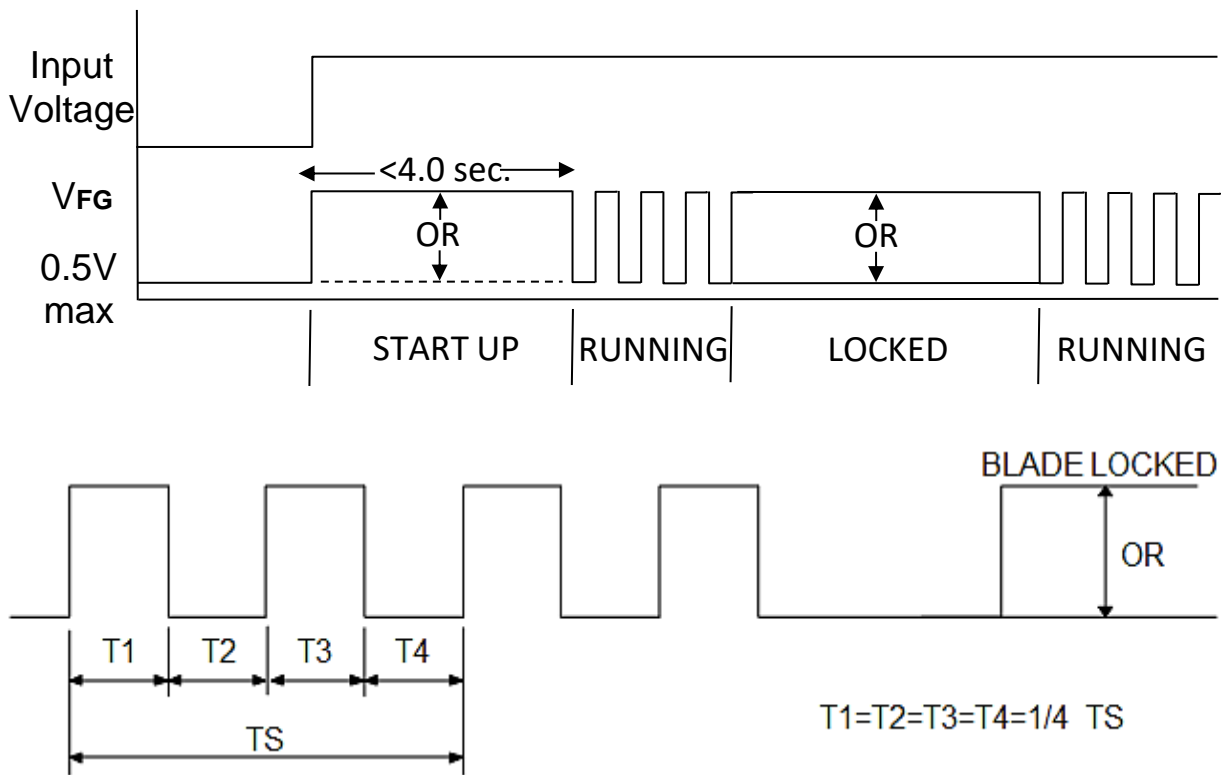 Input
Voltage
<4.0 sec.
VFG
OR
OR
0.5V
max
START UP
RUNNING
LOCKED
RUNNING
BLADE LOCKED
OR
T1
T2
T3
T4
T1=T2=T3=T4=1/4 TS
TS